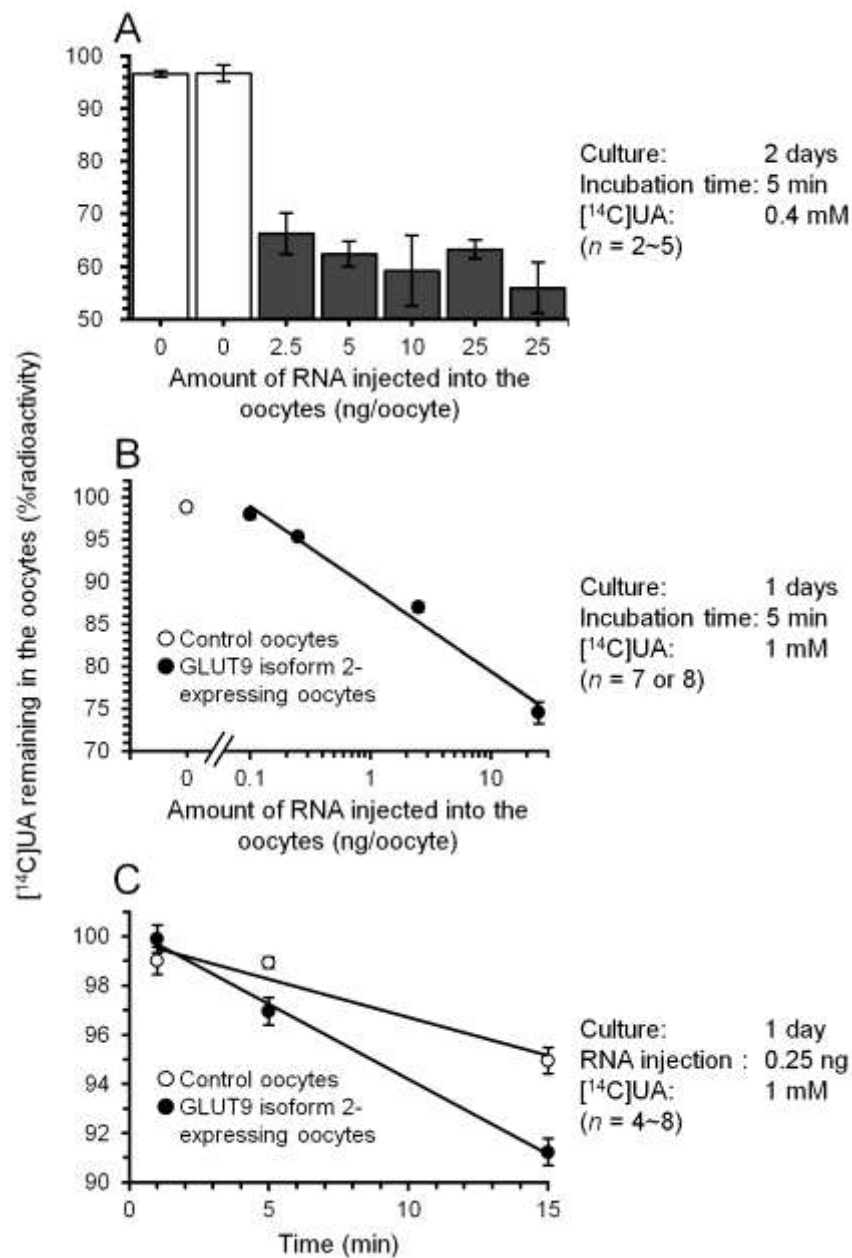 [¹⁴C]UA remaining in the oocytes (%radioactivity)
A
100
90
80
70
60
50
0 0 2.5 5 10 25 25
Amount of RNA injected into the
oocytes (ng/oocyte)
Culture: 2 days
Incubation time: 5 min
[¹⁴C]UA: 0.4 mM
(n = 2~5)
B
100
95
90
85
80
75
70
○ Control oocytes
● GLUT9 isoform 2-
expressing oocytes
0 0.1 1 10
Amount of RNA injected into the
oocytes (ng/oocyte)
Culture: 1 days
Incubation time: 5 min
[¹⁴C]UA: 1 mM
(n = 7 or 8)
C
100
98
96
94
92
90
○ Control oocytes
● GLUT9 isoform 2-
expressing oocytes
0 5 10 15
Time (min)
Culture: 1 day
RNA injection : 0.25 ng
[¹⁴C]UA: 1 mM
(n = 4~8)